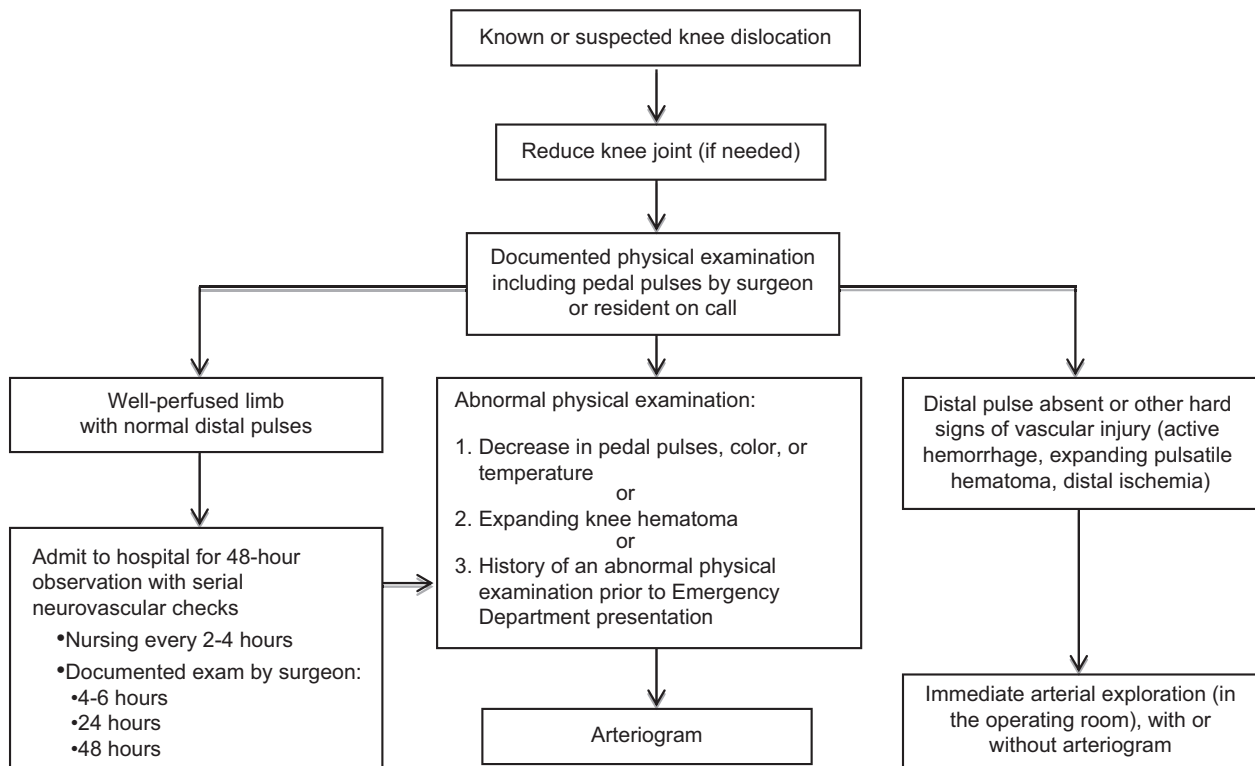 Known or suspected knee dislocation
Reduce knee joint (if needed)
Documented physical examination
including pedal pulses by surgeon
or resident on call
Well-perfused limb
with normal distal pulses
Admit to hospital for 48-hour
observation with serial
neurovascular checks
•Nursing every 2-4 hours
•Documented exam by surgeon:
•4-6 hours
•24 hours
•48 hours
Abnormal physical examination:
1. Decrease in pedal pulses, color, or
temperature
or
2. Expanding knee hematoma
or
3. History of an abnormal physical
examination prior to Emergency
Department presentation
Arteriogram
Distal pulse absent or other hard
signs of vascular injury (active
hemorrhage, expanding pulsatile
hematoma, distal ischemia)
Immediate arterial exploration (in
the operating room), with or
without arteriogram